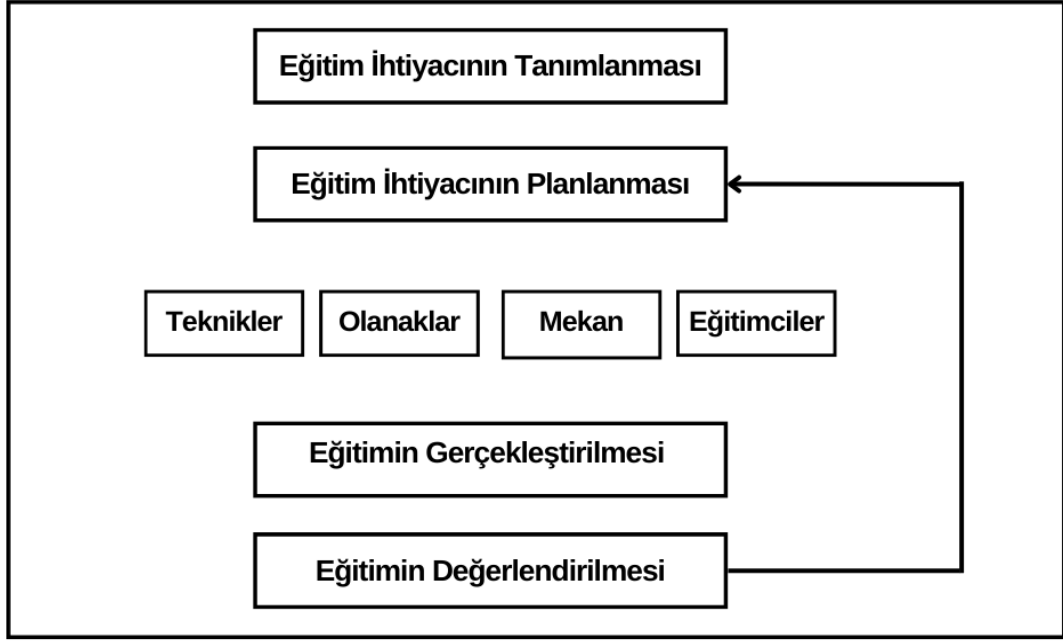 Eğitim İhtiyacının Tanımlanması
Eğitim İhtiyacının Planlanması
Teknikler
Olanaklar
Mekan
Eğitimciler
Eğitimin Gerçekleştirilmesi
Eğitimin Değerlendirilmesi